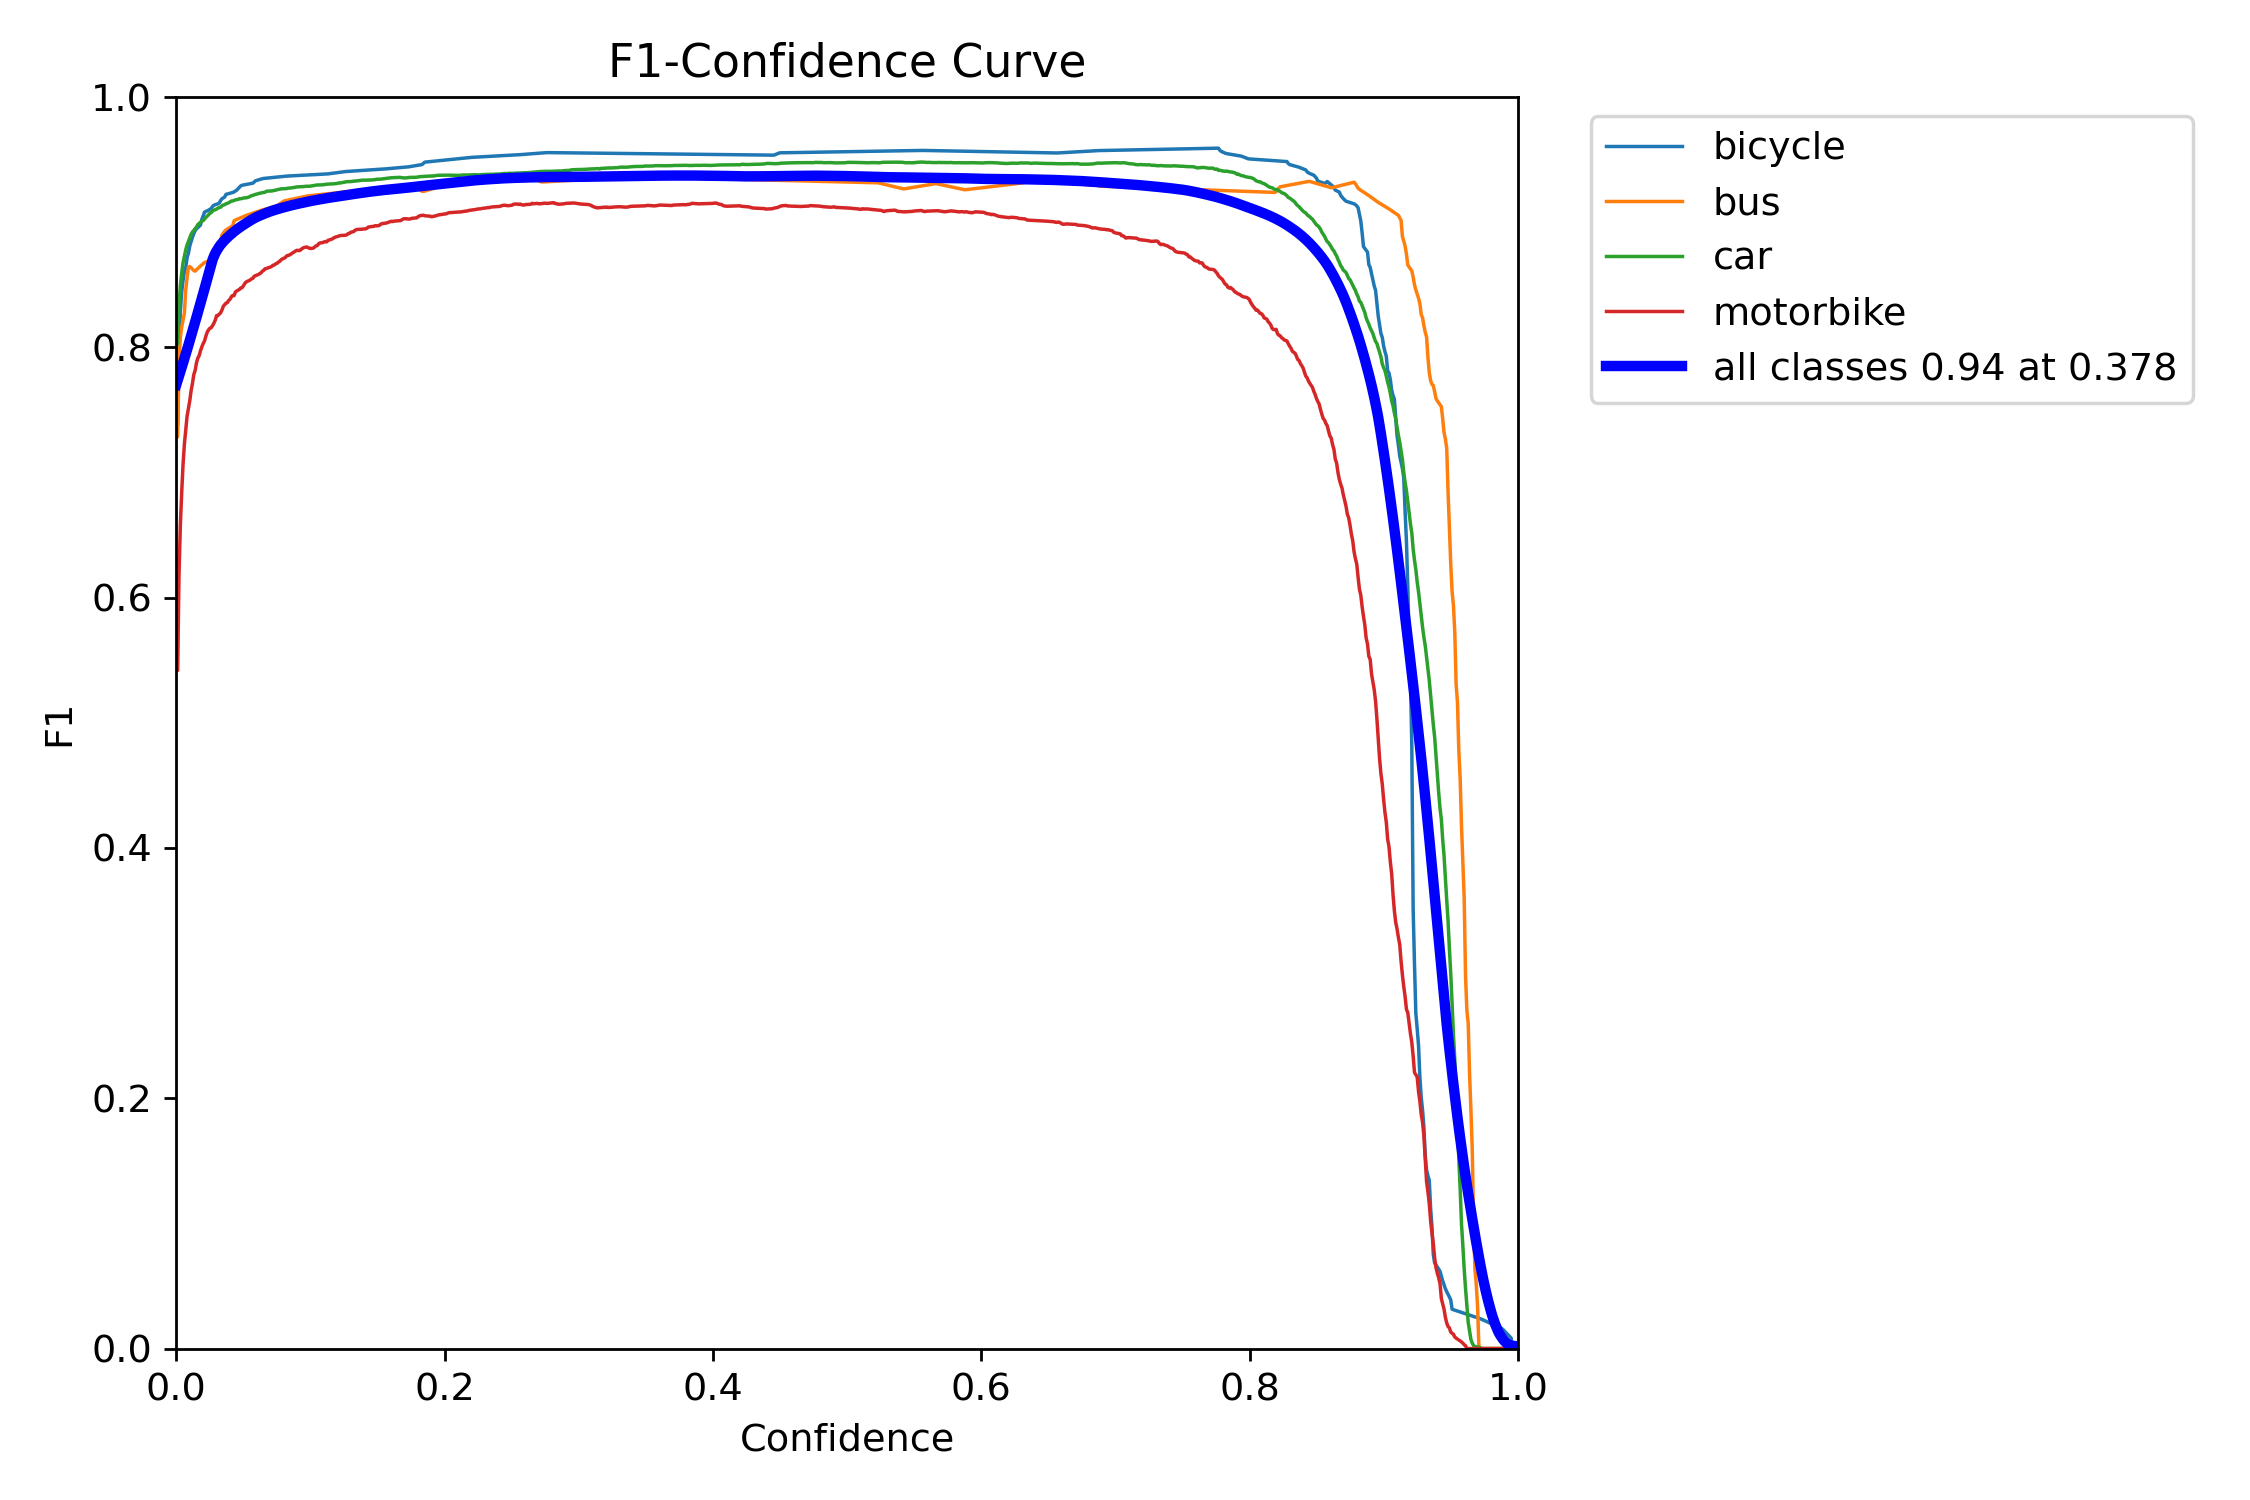 F1-Confidence Curve
1.0
0.8
0.6
0.4
0.2
0.0
F1
0.0 0.2 0.4 0.6 0.8 1.0
Confidence
bicycle
bus
car
motorbike
all classes 0.94 at 0.378